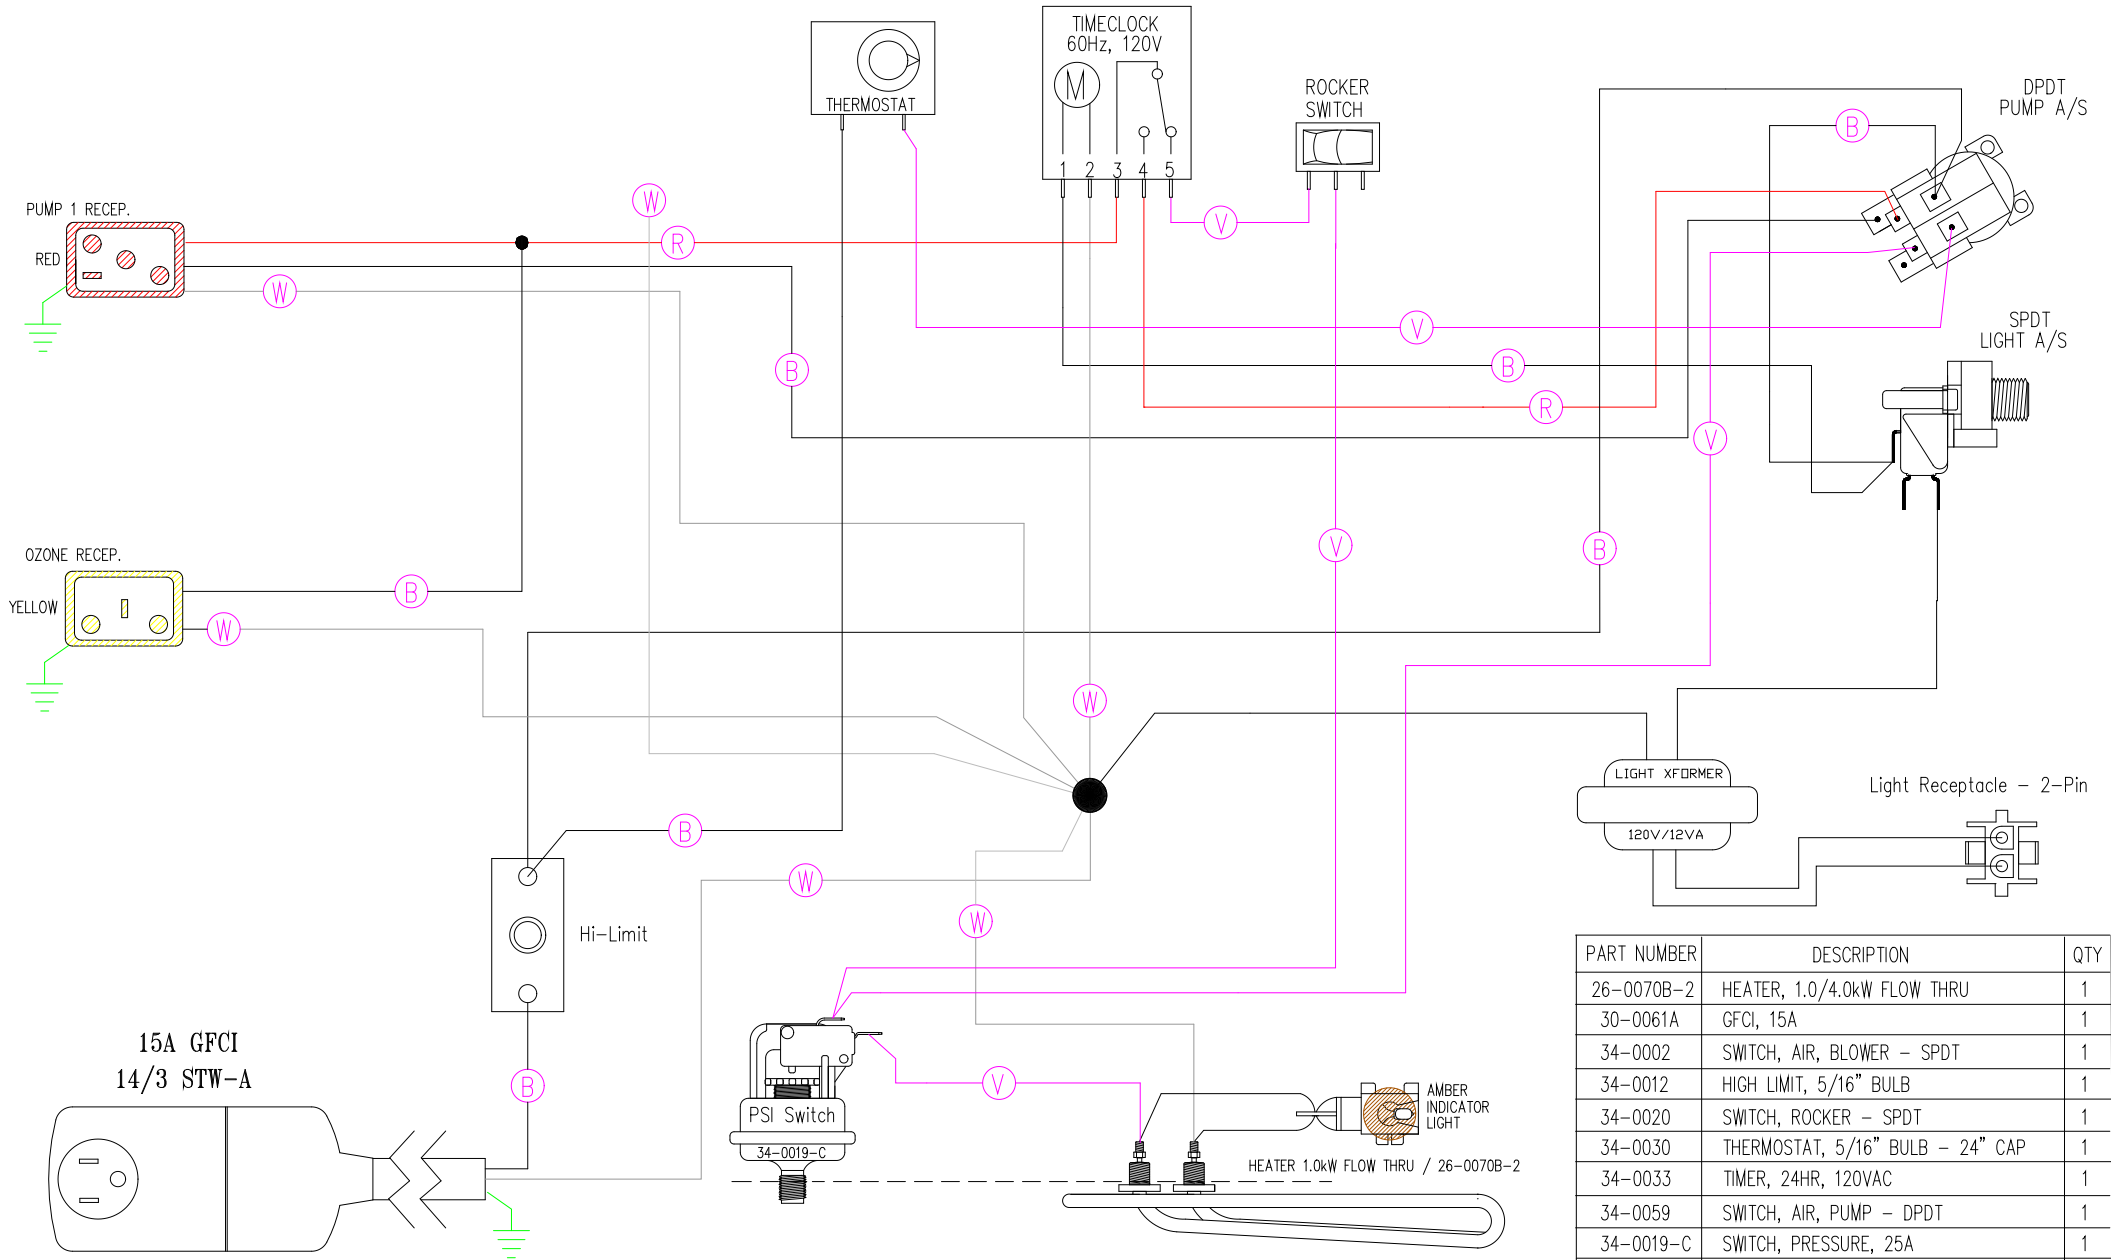 TIMECLOCK
60Hz, 120V
M
1 2 3 4 5
THERMOSTAT
ROCKER
SWITCH
DPDT
PUMP A/S
B
W
PUMP 1 RECEP.
RED
R
V
W
V
SPDT
LIGHT A/S
B
B
R
V
V
B
OZONE RECEP.
YELLOW
B
W
W
LIGHT XFORMER
120V/12VA
Light Receptacle - 2-Pin
B
W
W
Hi-Limit
15A GFCI
14/3 STW-A
B
PSI Switch
34-0019-C
V
AMBER
INDICATOR
LIGHT
HEATER 1.0kW FLOW THRU / 26-0070B-2
PART NUMBER DESCRIPTION QTY
26-0070B-2 HEATER, 1.0/4.0kW FLOW THRU 1
30-0061A GFCI, 15A 1
34-0002 SWITCH, AIR, BLOWER - SPDT 1
34-0012 HIGH LIMIT, 5/16" BULB 1
34-0020 SWITCH, ROCKER - SPDT 1
34-0030 THERMOSTAT, 5/16" BULB - 24" CAP 1
34-0033 TIMER, 24HR, 120VAC 1
34-0059 SWITCH, AIR, PUMP - DPDT 1
34-0019-C SWITCH, PRESSURE, 25A 1